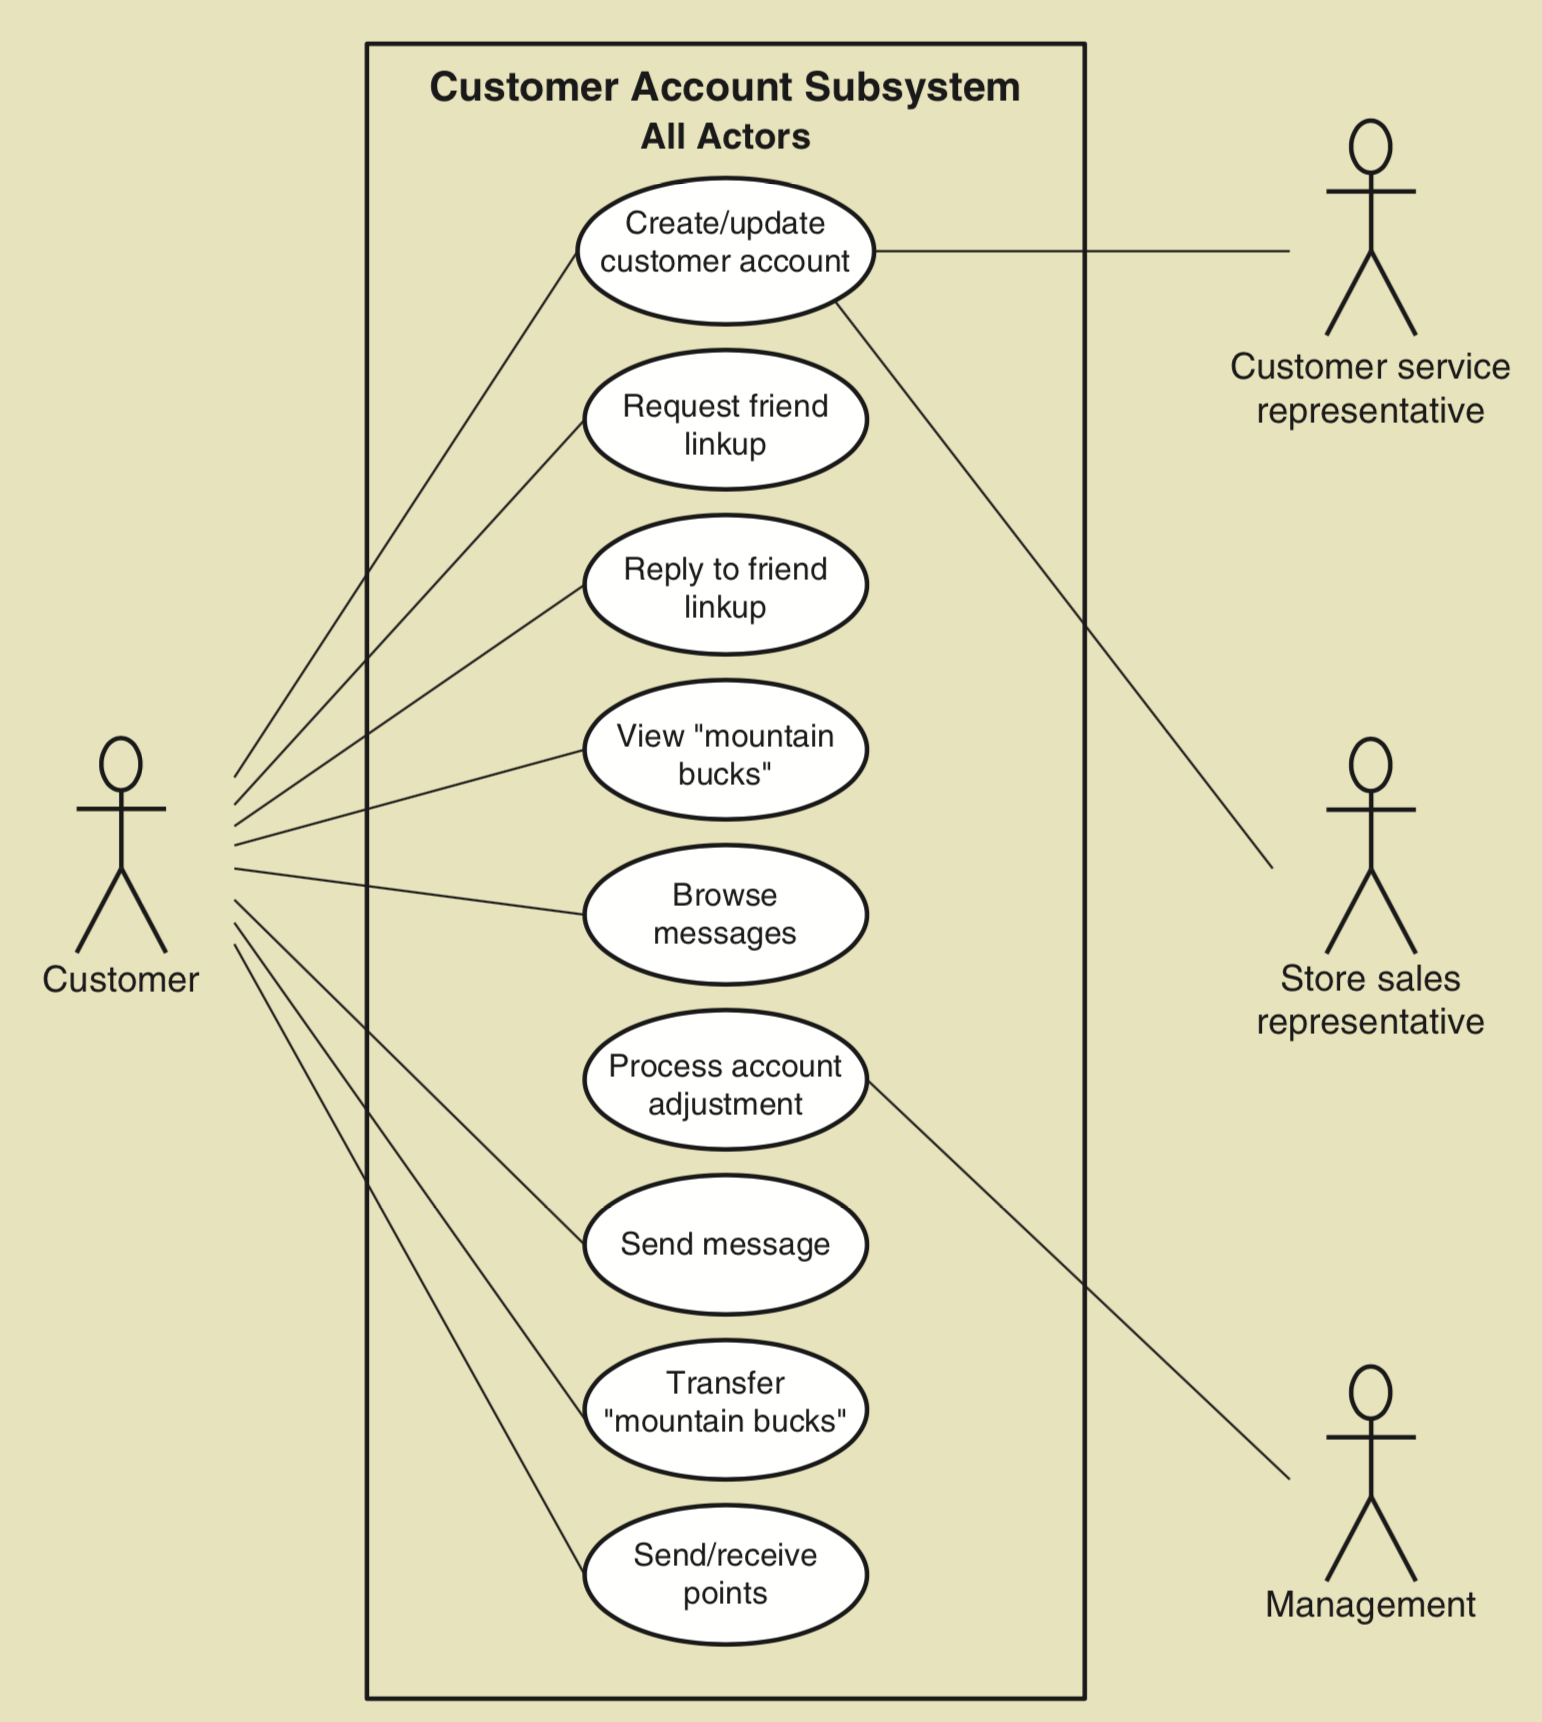 Customer Account Subsystem
All Actors
Create/update
customer account
Request friend
linkup
Reply to friend
linkup
View "mountain
bucks"
Browse
messages
Process account
adjustment
Send message
Transfer
"mountain bucks"
Send/receive
points
Customer
Customer service
representative
Store sales
representative
Management